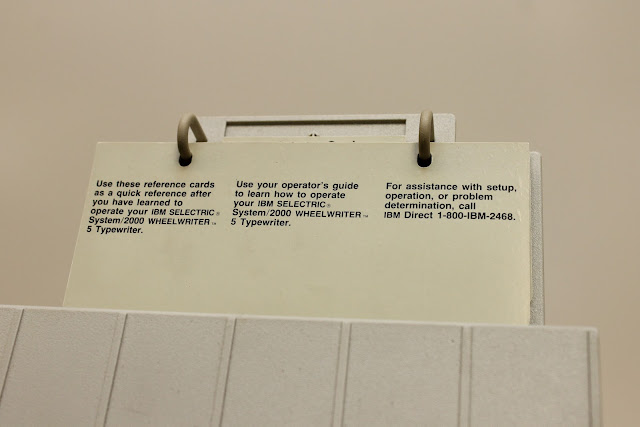 Use these reference cards
as a quick reference after
you have learned to
operate your IBM SELECTRIC®
System/2000 WHEELWRITER™
5 Typewriter.
Use your operator's guide
to learn how to operate
your IBM SELECTRIC®
System/2000 WHEELWRITER™
5 Typewriter.
For assistance with setup,
operation, or problem
determination, call
IBM Direct 1-800-IBM-2468.